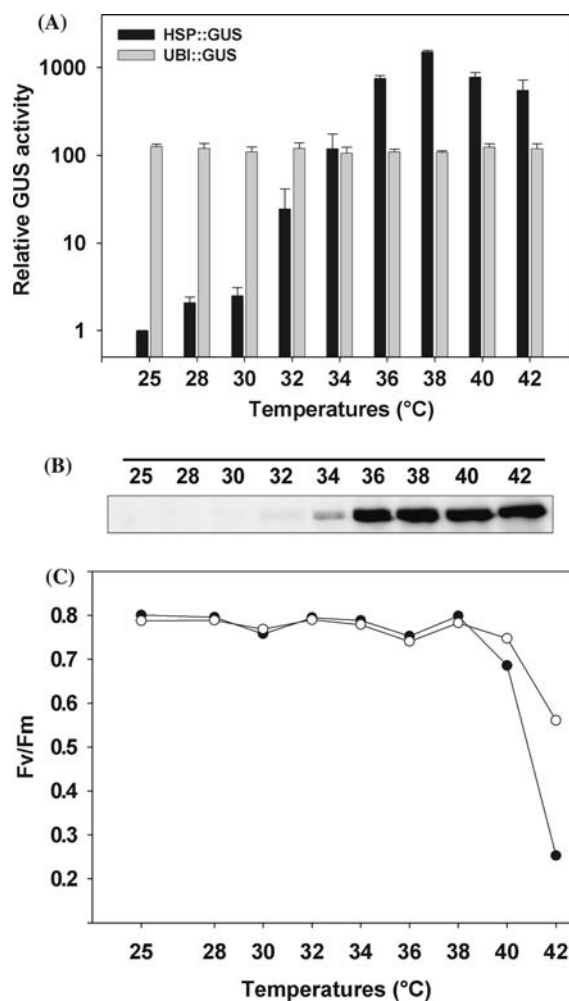 (A)
HSP::GUS
UBI::GUS
1000
100
10
1
Relative GUS activity
25 28 30 32 34 36 38 40 42
Temperatures (°C)
(B)
25 28 30 32 34 36 38 40 42
(C)
0.8
0.7
0.6
0.5
0.4
0.3
0.2
Fv/Fm
25 28 30 32 34 36 38 40 42
Temperatures (°C)